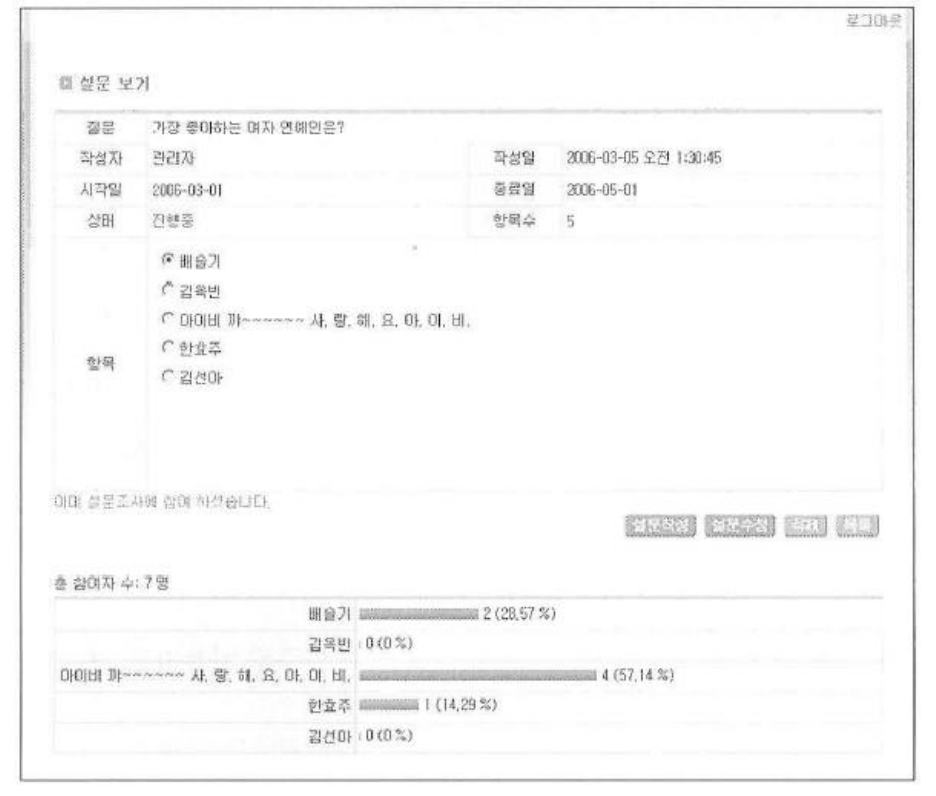 로그아웃
설문 보기
질문 가장 좋아하는 여자 연예인은?
작성자 관리자 작성일 2006-03-05 오전 1:30:45
시작일 2006-03-01 종료일 2006-05-01
상태 진행중 항목수 5
항목
배슬기
김옥빈
아이비 꺄~~~~~~ 사, 랑, 해, 요, 아, 이, 비,
한효주
김선아
이미 설문조사에 참여 하셨습니다.
설문작성 설문수정 삭제 목록
총 참여자 수: 7 명
배슬기 2 (28.57 %)
김옥빈 0 (0 %)
아이비 꺄~~~~~~ 사, 랑, 해, 요, 아, 이, 비, 4 (57.14 %)
한효주 1 (14.29 %)
김선아 0 (0 %)